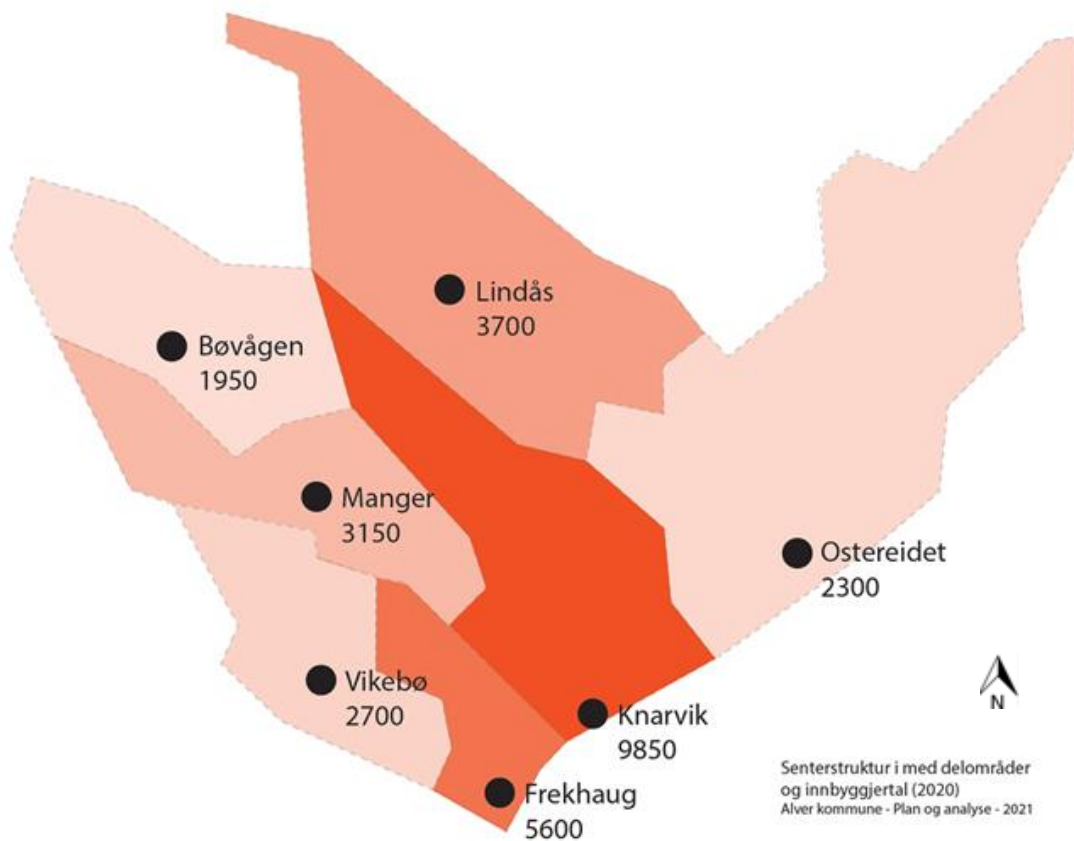 Lindås
3700
Bøvågen
1950
Manger
3150
Ostereidet
2300
Vikebø
2700
Knarvik
9850
Frekhaug
5600
N
Senterstruktur i med delområder
og innbyggjertal (2020)
Alver kommune - Plan og analyse - 2021